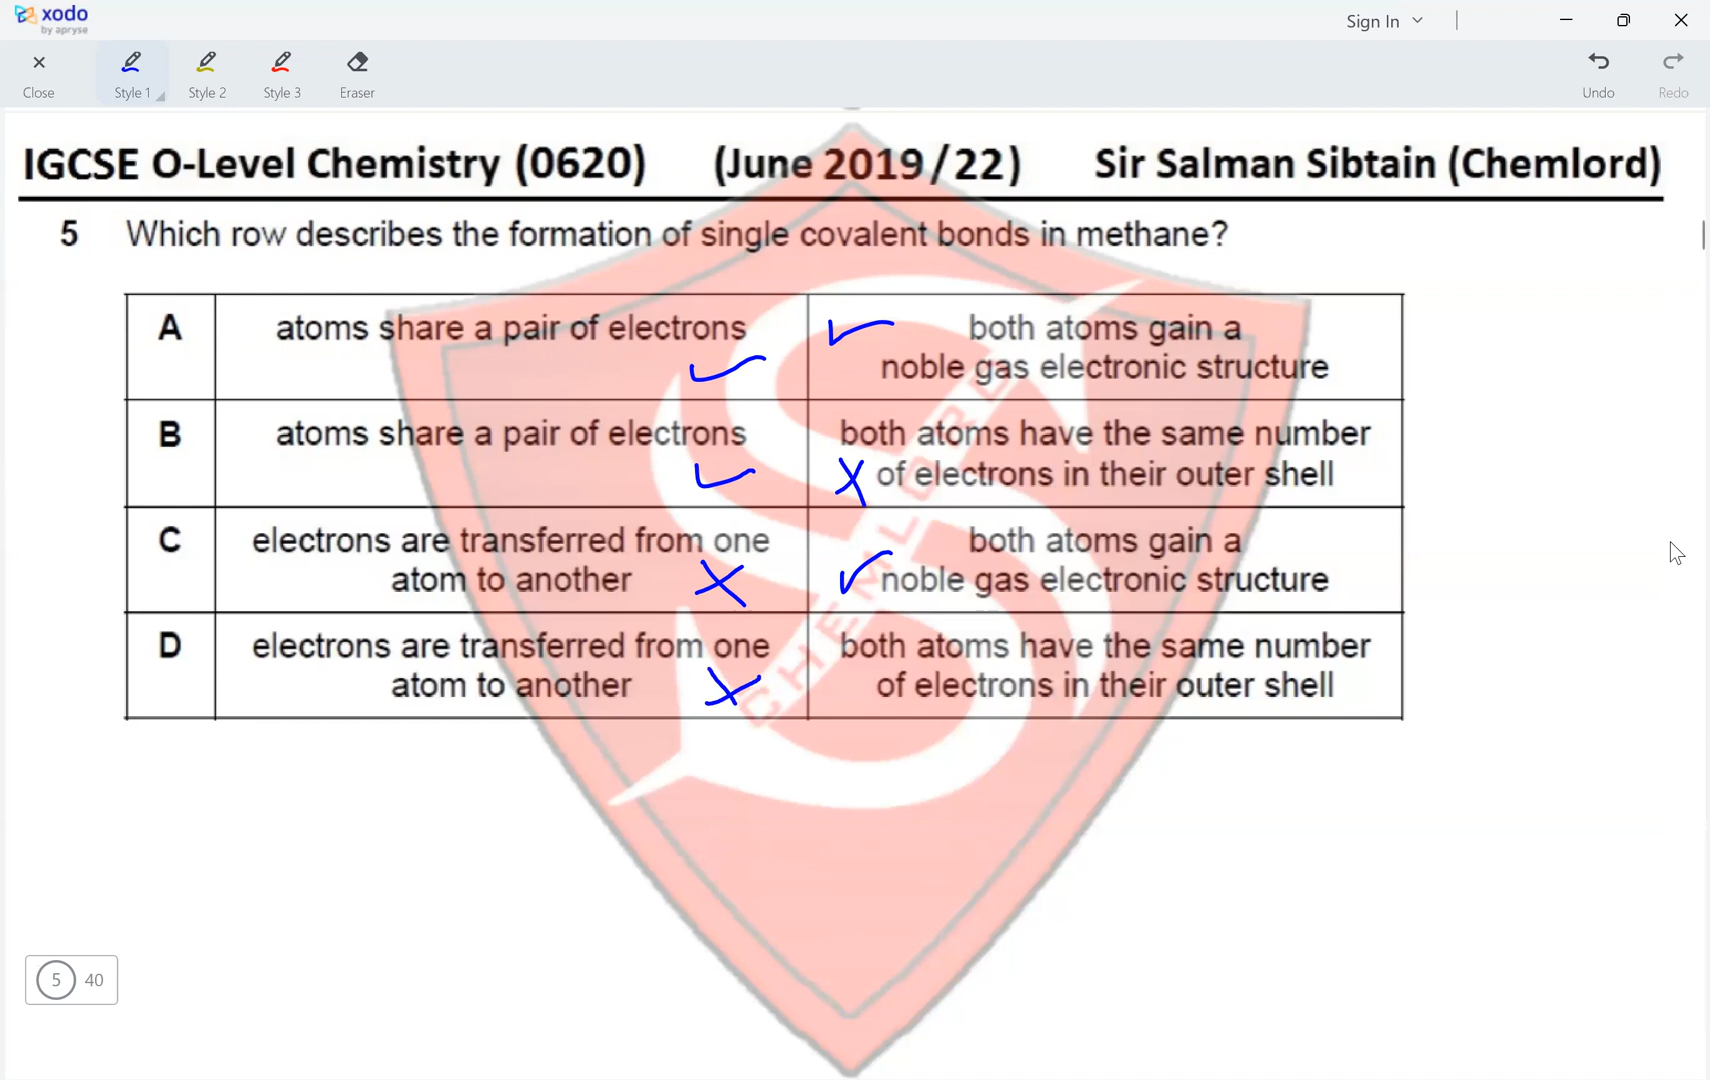 xodo
by apryse
Sign In
Close
Style 1
Style 2
Style 3
Eraser
Undo
Redo
IGCSE O-Level Chemistry (0620) (June 2019/22) Sir Salman Sibtain (Chemlord)
5 Which row describes the formation of single covalent bonds in methane?
A atoms share a pair of electrons both atoms gain a
noble gas electronic structure
B atoms share a pair of electrons both atoms have the same number
of electrons in their outer shell
C electrons are transferred from one both atoms gain a
atom to another noble gas electronic structure
D electrons are transferred from one both atoms have the same number
atom to another of electrons in their outer shell
CHEMLORD
5 40